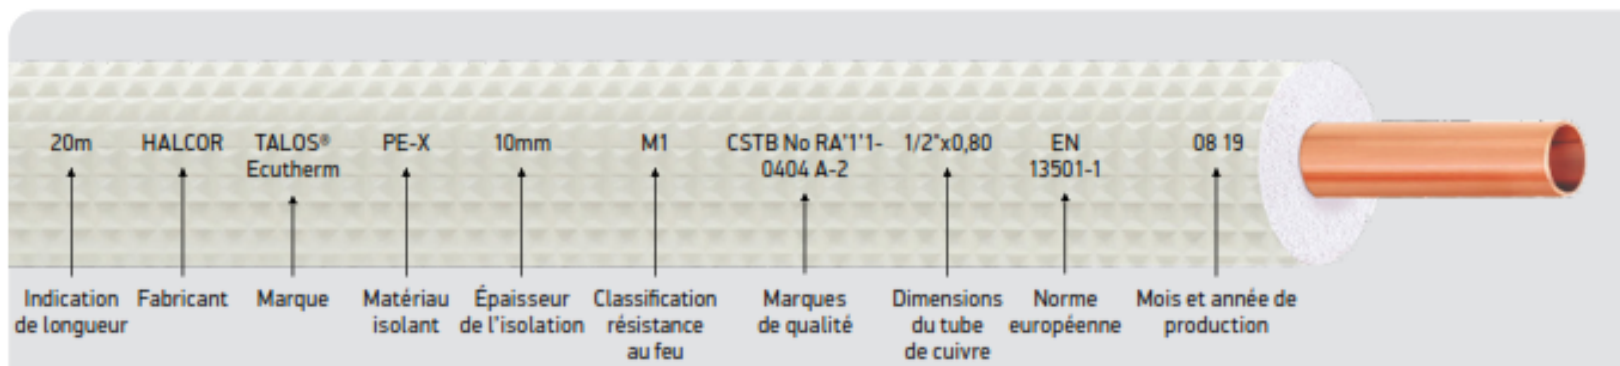 20m HALCOR TALOS® PE-X 10mm M1 CSTB No RA'1'1- 1/2"x0,80 EN 08 19
Ecutherm 0404 A-2 13501-1
Indication Fabricant Marque Matériau Épaisseur Classification Marques Dimensions Norme Mois et année de
de longueur isolant de l'isolation résistance de qualité du tube européenne production
au feu de cuivre